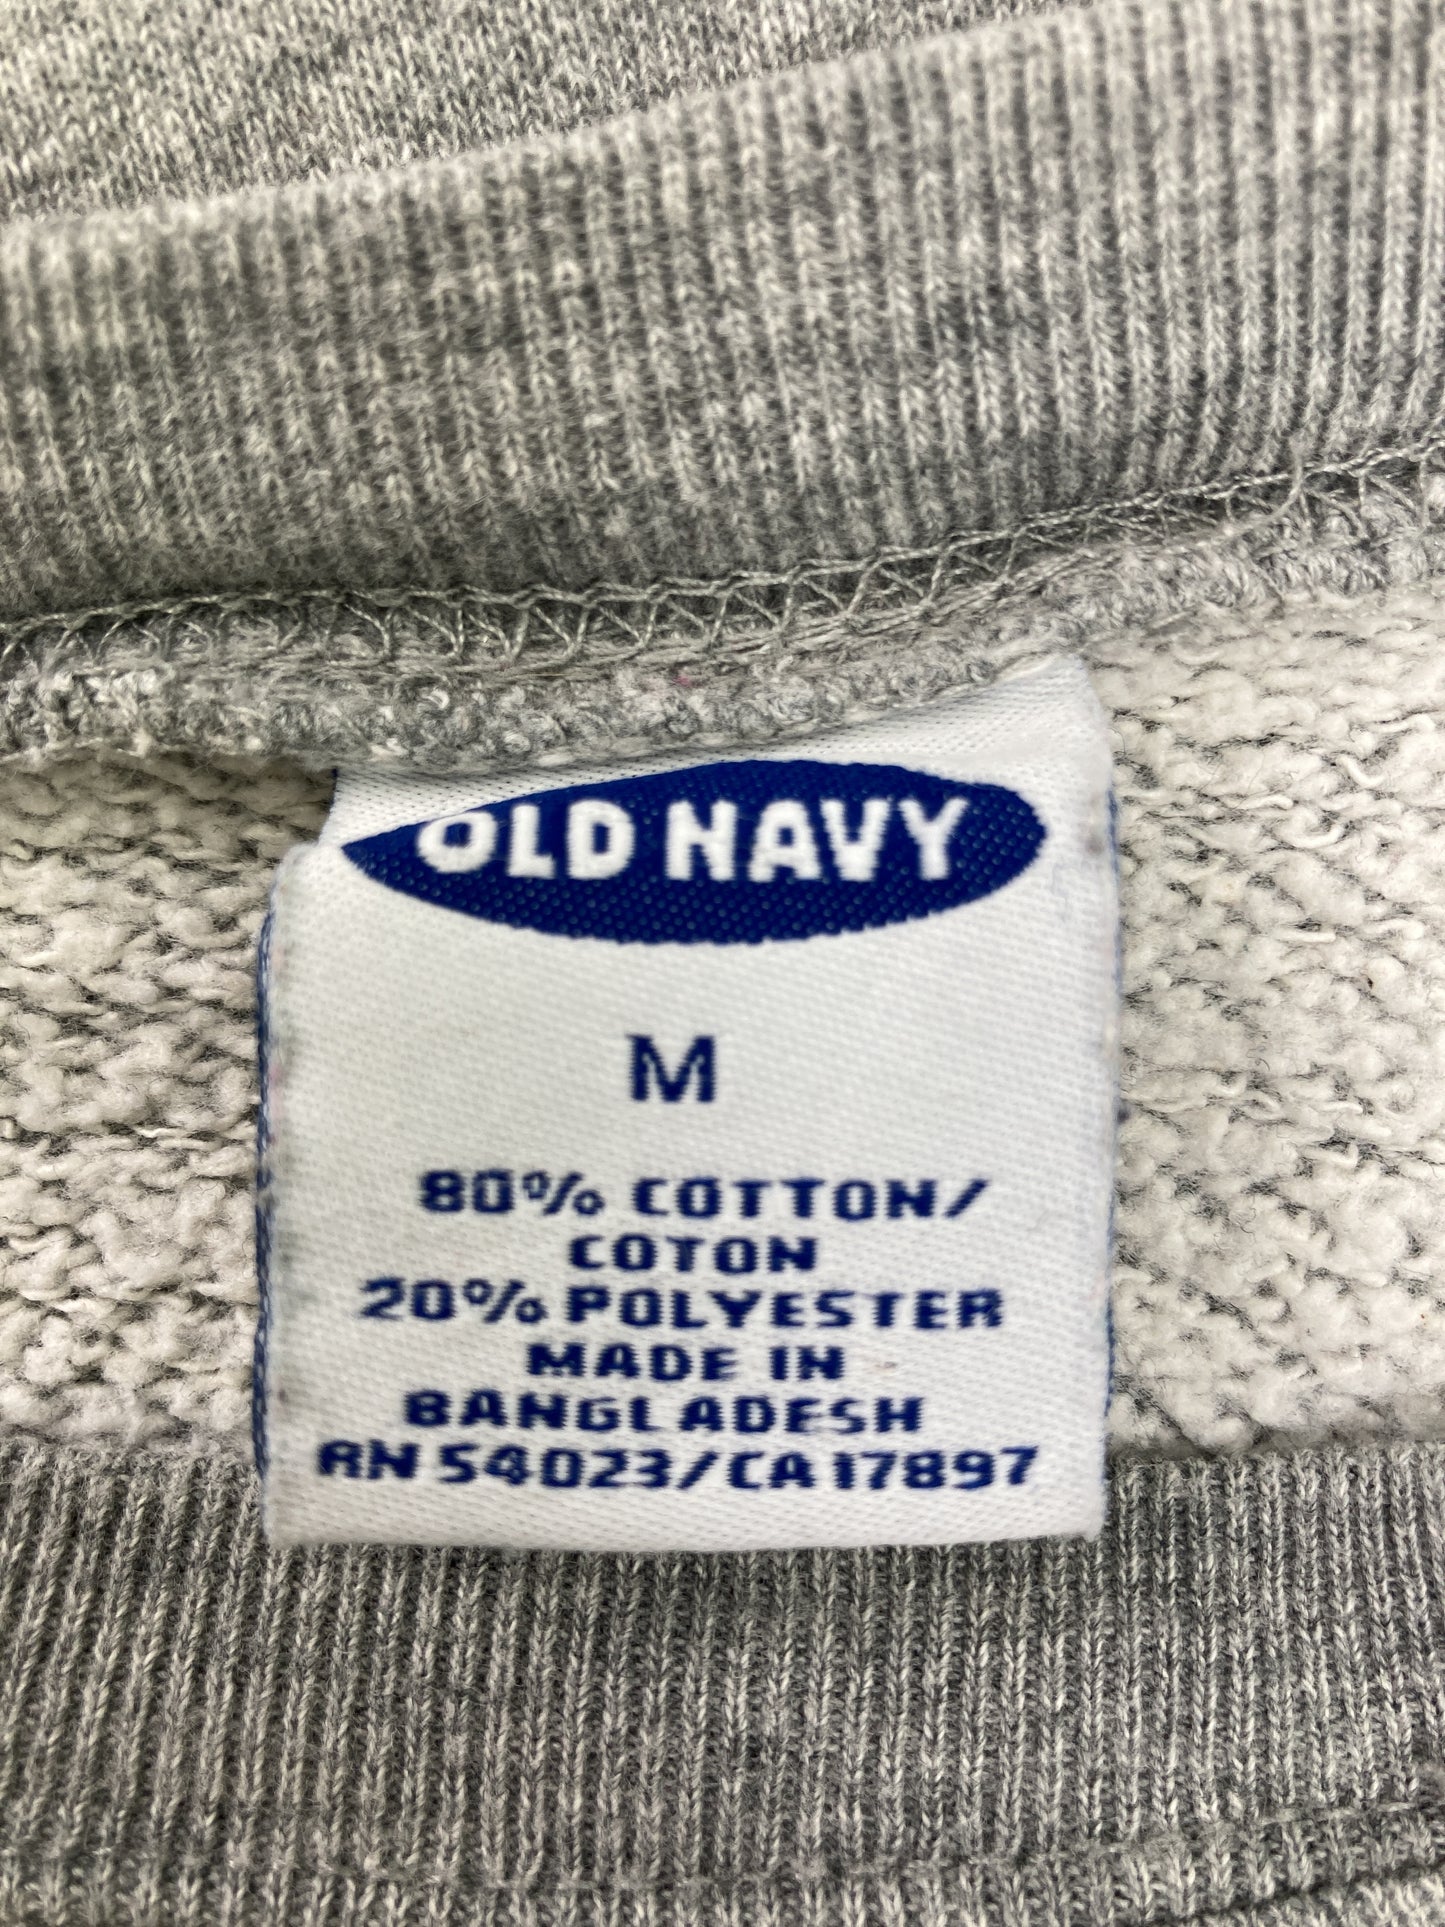 OLD NAVY
M
80% COTTON/
COTON
20% POLYESTER
MADE IN
BANGLADESH
RN 54023/CA 17897